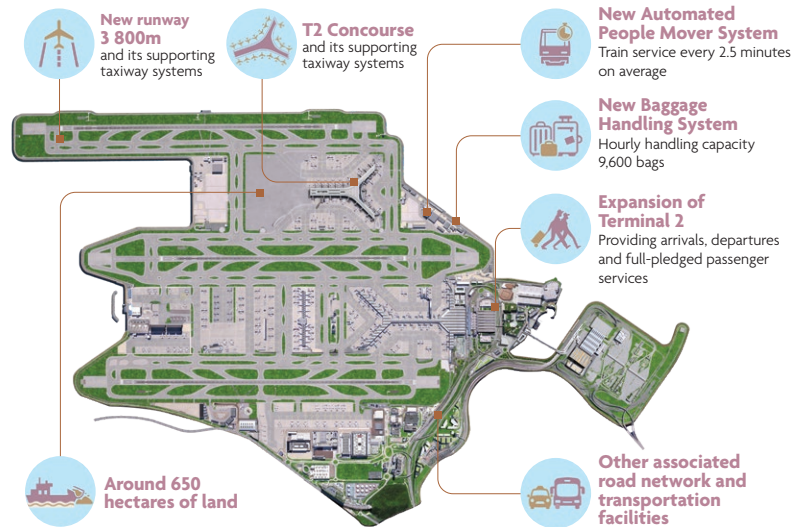 New runway
3 800m
and its supporting
taxiway systems
T2 Concourse
and its supporting
taxiway systems
New Automated
People Mover System
Train service every 2.5 minutes
on average
New Baggage
Handling System
Hourly handling capacity
9,600 bags
Expansion of
Terminal 2
Providing arrivals, departures
and full-pledged passenger
services
Around 650
hectares of land
Other associated
road network and
transportation
facilities